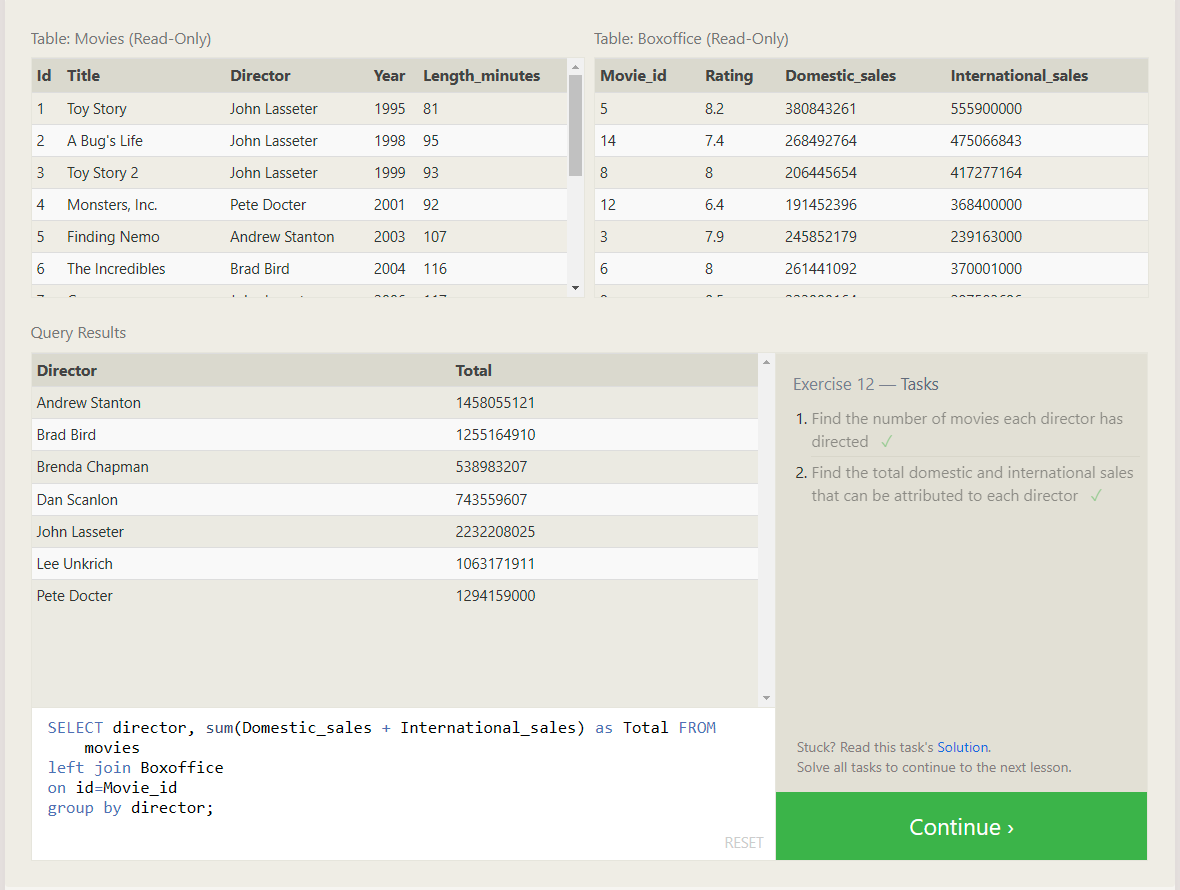 Table: Movies (Read-Only)
Id Title Director Year Length_minutes
1 Toy Story John Lasseter 1995 81
2 A Bug's Life John Lasseter 1998 95
3 Toy Story 2 John Lasseter 1999 93
4 Monsters, Inc. Pete Docter 2001 92
5 Finding Nemo Andrew Stanton 2003 107
6 The Incredibles Brad Bird 2004 116
Table: Boxoffice (Read-Only)
Movie_id Rating Domestic_sales International_sales
5 8.2 380843261 555900000
14 7.4 268492764 475066843
8 8 206445654 417277164
12 6.4 191452396 368400000
3 7.9 245852179 239163000
6 8 261441092 370001000
Query Results
Director Total
Andrew Stanton 1458055121
Brad Bird 1255164910
Brenda Chapman 538983207
Dan Scanlon 743559607
John Lasseter 2232208025
Lee Unkrich 1063171911
Pete Docter 1294159000
SELECT director, sum(Domestic_sales + International_sales) as Total FROM
movies
left join Boxoffice
on id=Movie_id
group by director;
RESET
Exercise 12 — Tasks
1. Find the number of movies each director has
directed ✓
2. Find the total domestic and international sales
that can be attributed to each director ✓
Stuck? Read this task's Solution.
Solve all tasks to continue to the next lesson.
Continue ›